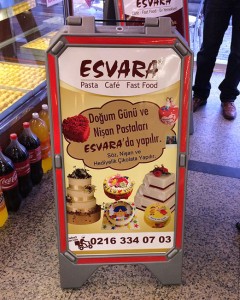 ESVARA
Pasta Café Fast Food
Doğum Günü ve
Nişan Pastaları
ESVARA'da yapılır.
Söz, Nişan ve
Hediyelik Çikolata Yapılır.
0216 334 07 03